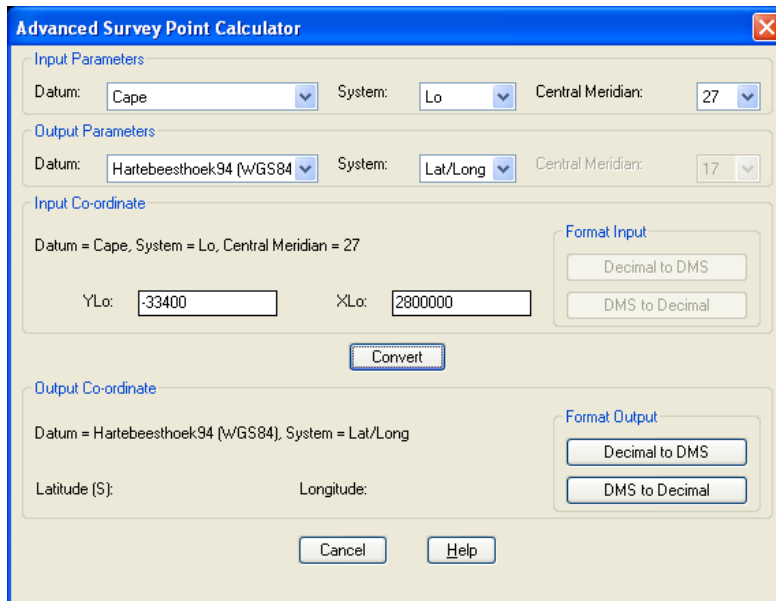 Advanced Survey Point Calculator
Input Parameters
Datum: Cape System: Lo Central Meridian: 27
Output Parameters
Datum: Hartebeesthoek94 (WGS84 System: Lat/Long Central Meridian: 17
Input Co-ordinate
Datum = Cape, System = Lo, Central Meridian = 27
Format Input
Decimal to DMS
YLo: -33400 XLo: 2800000
DMS to Decimal
Convert
Output Co-ordinate
Datum = Hartebeesthoek94 (WGS84), System = Lat/Long
Format Output
Decimal to DMS
Latitude (S): Longitude:
DMS to Decimal
Cancel Help